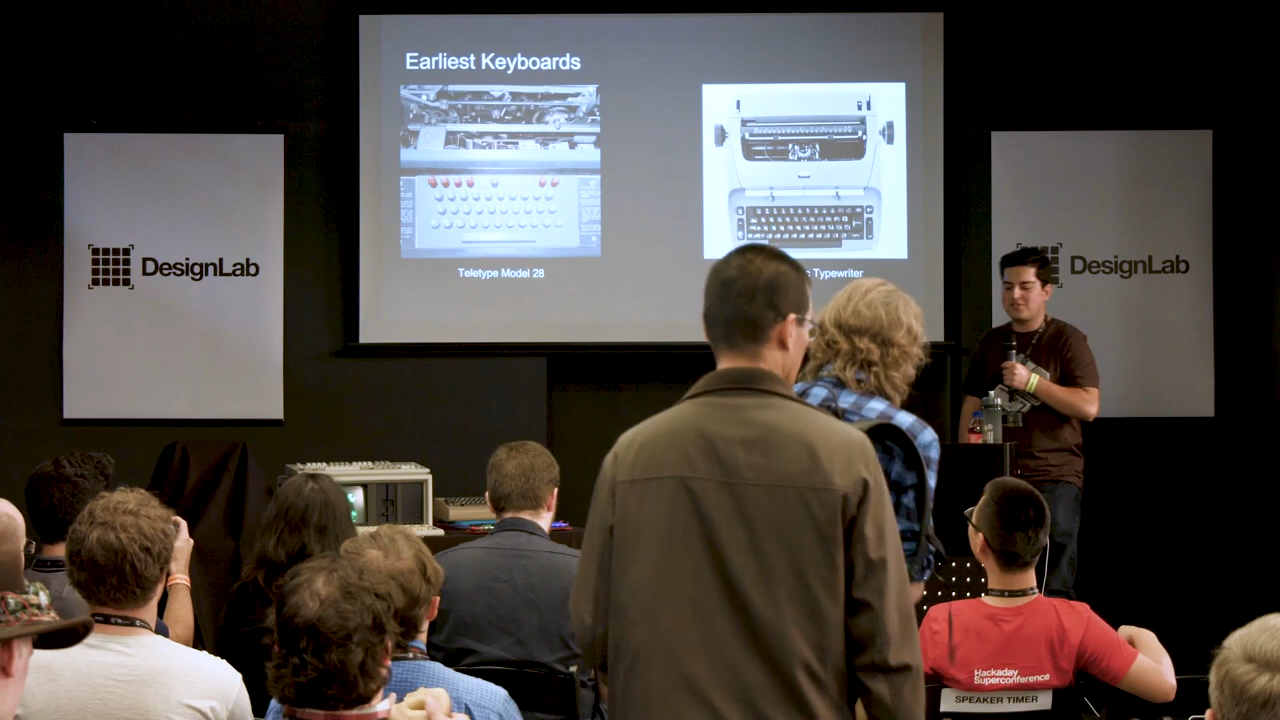 Earliest Keyboards
Teletype Model 28
Typewriter
DesignLab
DesignLab
Hackaday
Superconference
SPEAKER TIMER